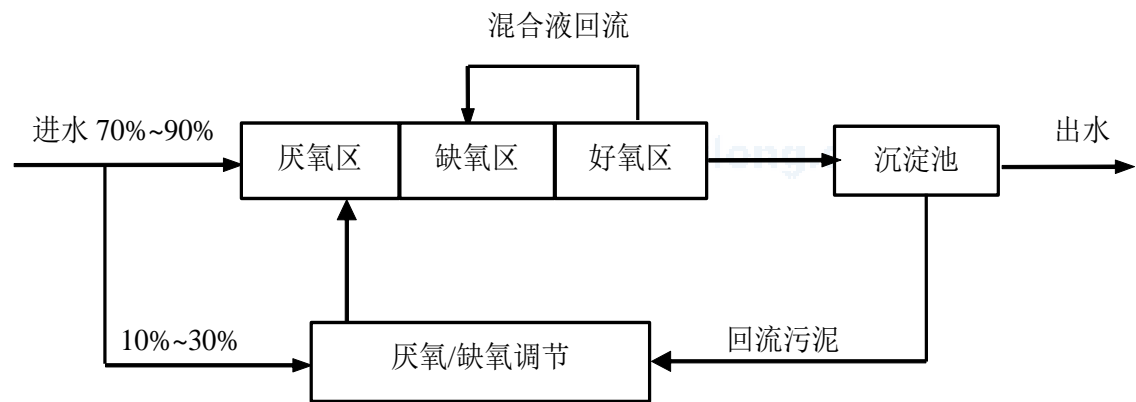 混合液回流
进水 70%~90%
厌氧区
缺氧区
好氧区
沉淀池
出水
10%~30%
厌氧/缺氧调节
回流污泥